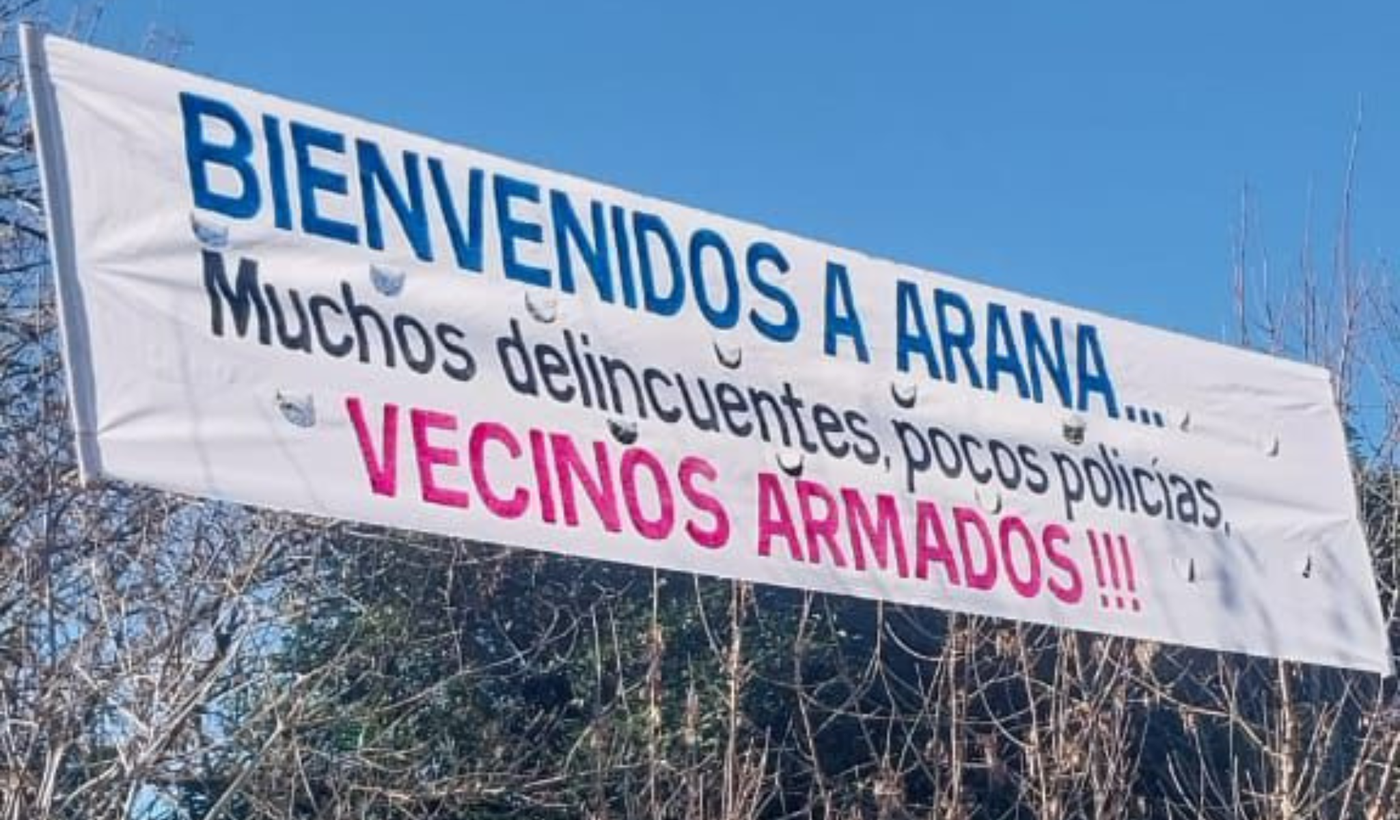 BIENVENIDOS A ARANA...
Muchos delincuentes, pocos policías,
VECINOS ARMADOS!!!